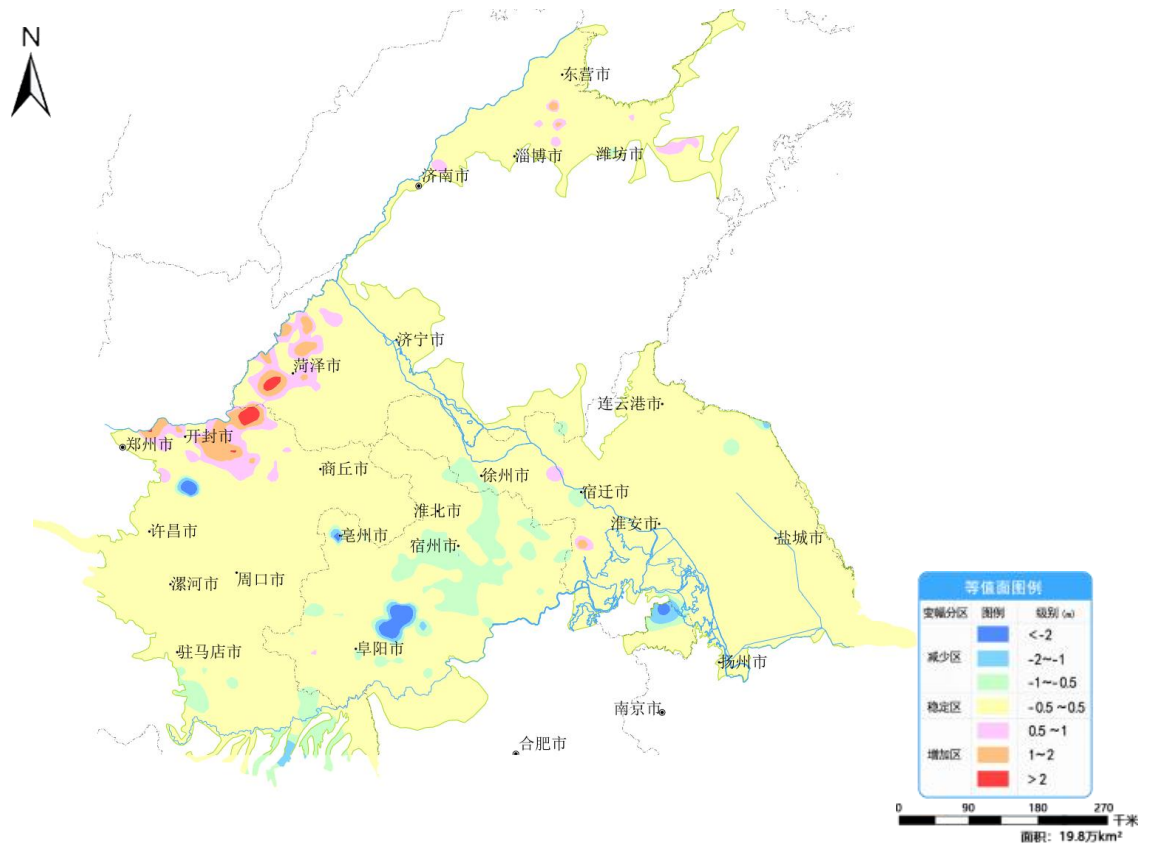 N
东营市
淄博市
潍坊市
济南市
济宁市
菏泽市
连云港市
开封市
郑州市
商丘市
徐州市
宿迁市
淮北市
淮安市
许昌市
亳州市
宿州市
盐城市
漯河市
周口市
驻马店市
阜阳市
扬州市
南京市
合肥市
等值面图例
变幅分区 图例 级别 (m)
<-2
减少区 -2~-1
-1~-0.5
稳定区 -0.5~0.5
0.5~1
增加区 1~2
>2
0 90 180 270
千米
面积：19.8万km²